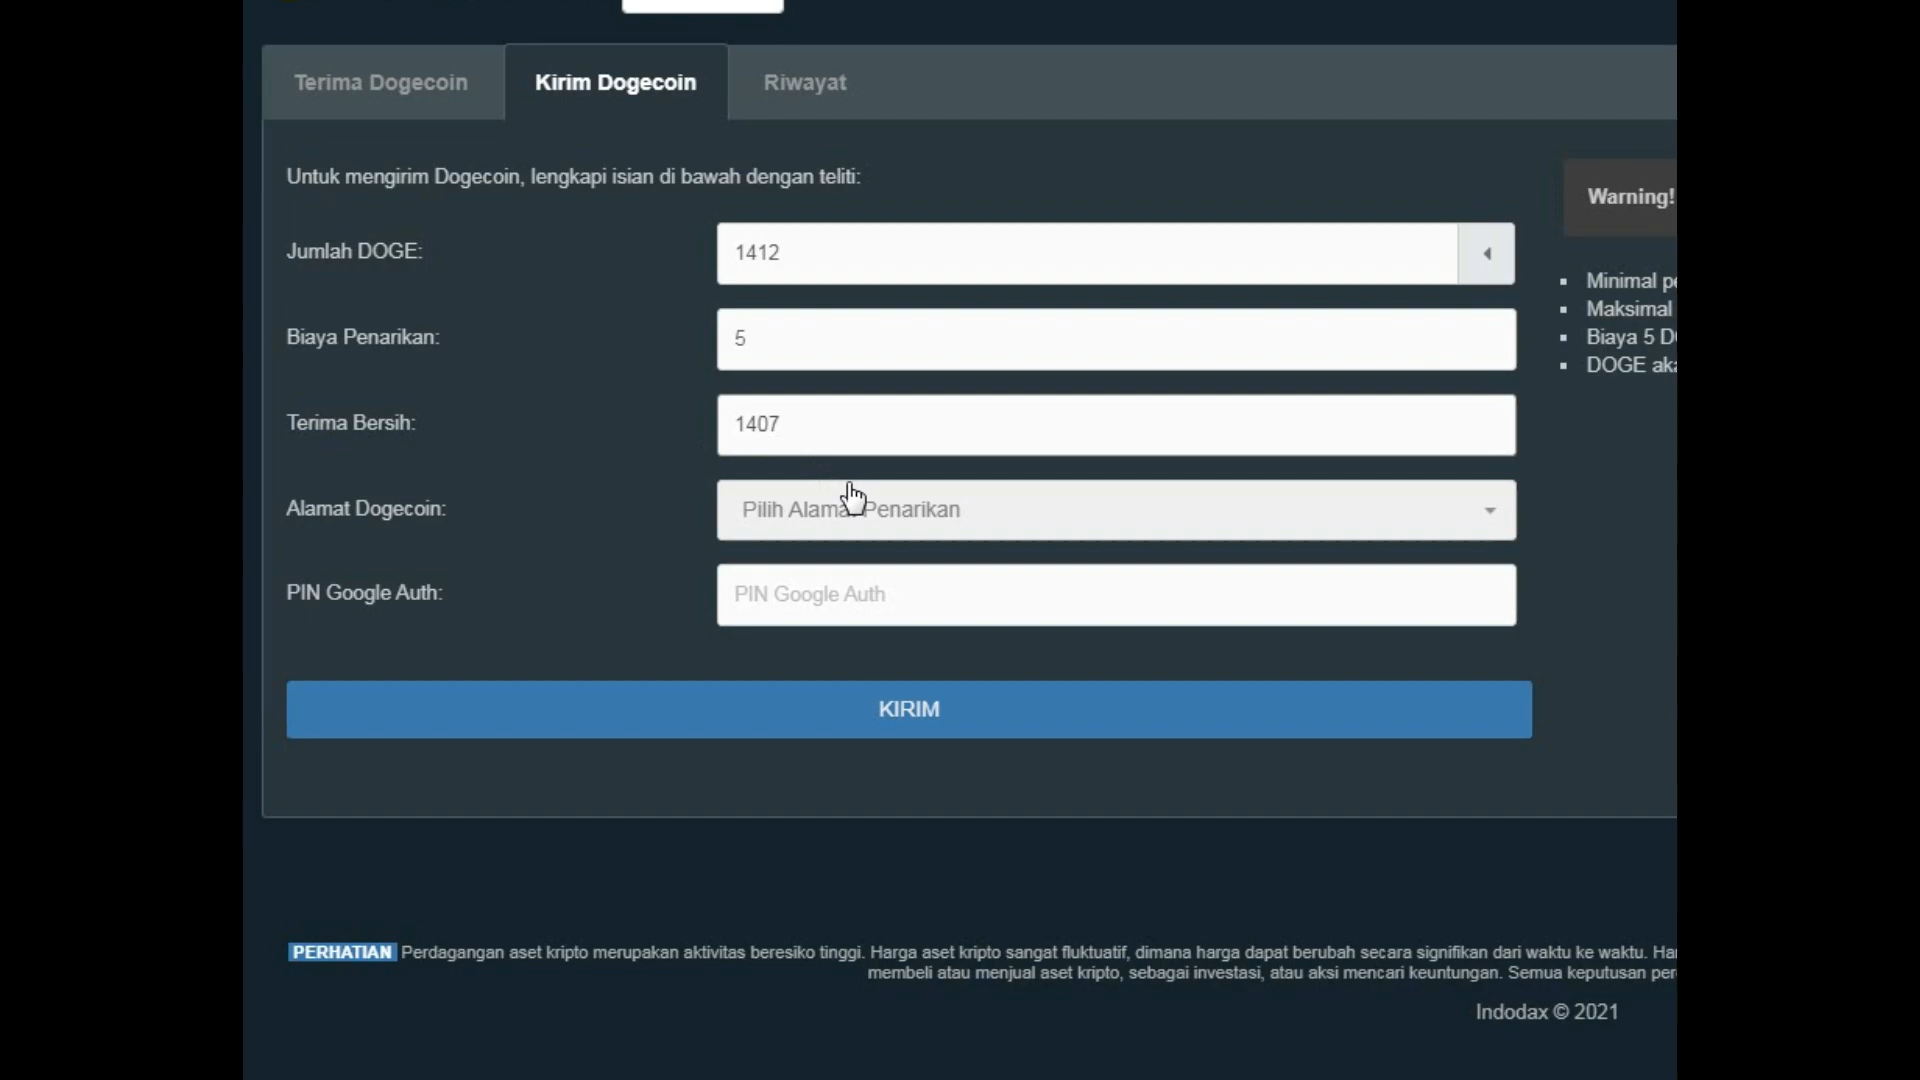 Terima Dogecoin
Kirim Dogecoin
Riwayat
Untuk mengirim Dogecoin, lengkapi isian di bawah dengan teliti:
Jumlah DOGE:
1412
Biaya Penarikan:
5
Terima Bersih:
1407
Alamat Dogecoin:
Pilih Alamat Penarikan
PIN Google Auth:
PIN Google Auth
KIRIM
Warning!
Minimal
Maksimal
Biaya 5
DOGE
PERHATIAN Perdagangan aset kripto merupakan aktivitas beresiko tinggi. Harga aset kripto sangat fluktuatif, dimana harga dapat berubah secara signifikan dari waktu ke waktu.
membeli atau menjual aset kripto, sebagai investasi, atau aksi mencari keuntungan. Semua keputusan
Indodax © 2021